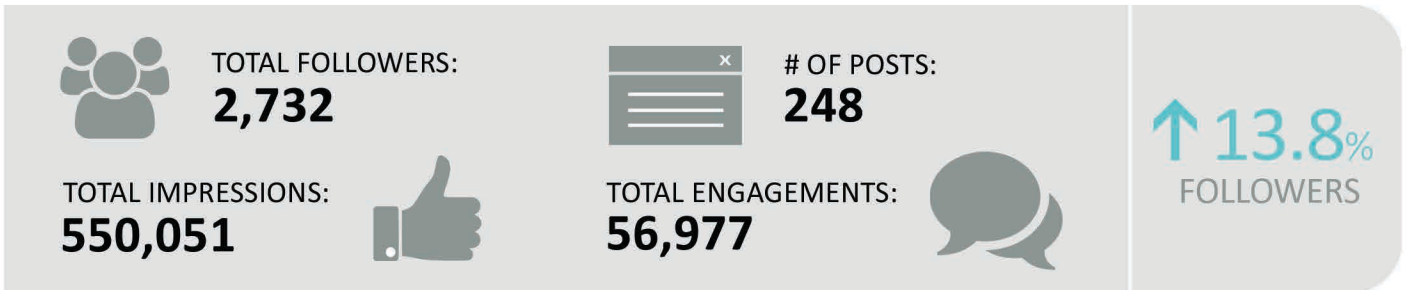 TOTAL FOLLOWERS:
2,732
x
# OF POSTS:
248
TOTAL IMPRESSIONS:
550,051
TOTAL ENGAGEMENTS:
56,977
13.8%
FOLLOWERS